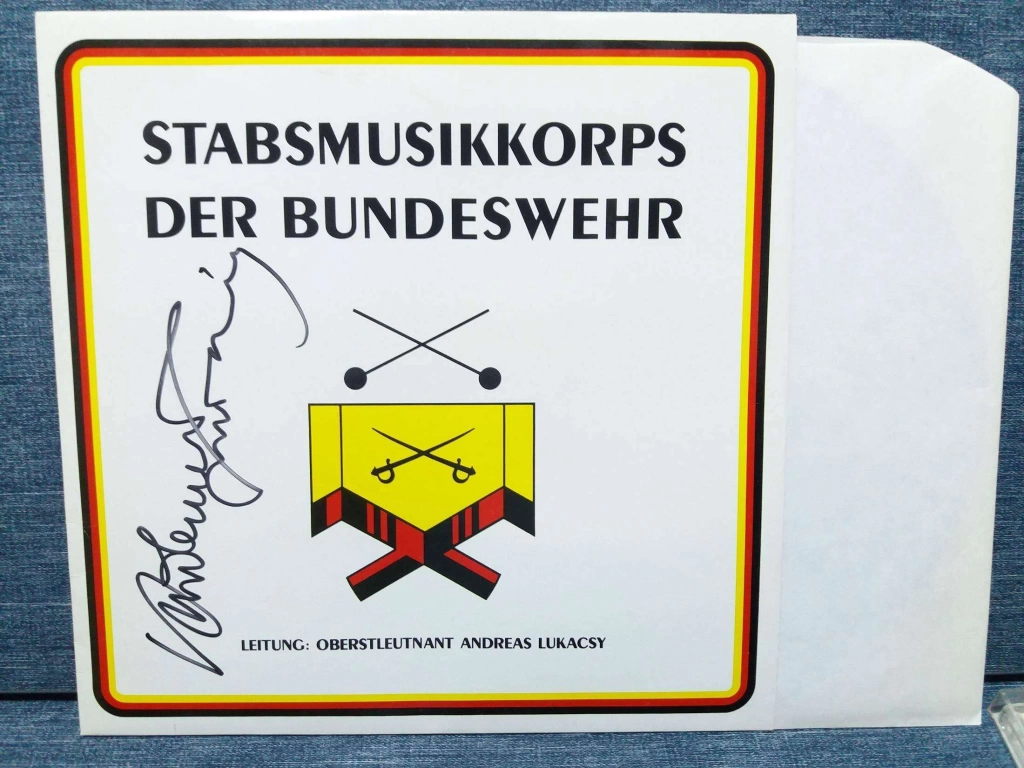 STABSMUSIKKORPS
DER BUNDESWEHR
LEITUNG: OBERSTLEUTNANT ANDREAS LUKACSY